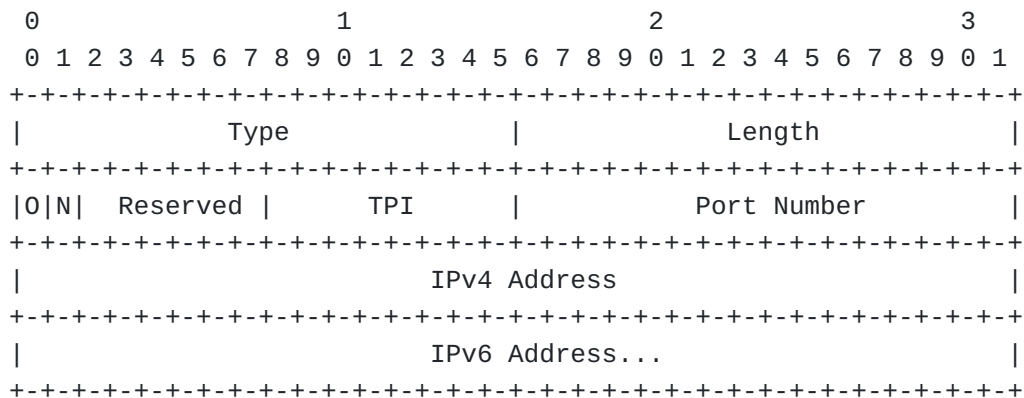 0                   1                   2                   3
 0 1 2 3 4 5 6 7 8 9 0 1 2 3 4 5 6 7 8 9 0 1 2 3 4 5 6 7 8 9 0 1
+-+-+-+-+-+-+-+-+-+-+-+-+-+-+-+-+-+-+-+-+-+-+-+-+-+-+-+-+-+-+-+-+
|             Type              |             Length            |
+-+-+-+-+-+-+-+-+-+-+-+-+-+-+-+-+-+-+-+-+-+-+-+-+-+-+-+-+-+-+-+-+
|O|N|  Reserved |      TPI      |           Port Number         |
+-+-+-+-+-+-+-+-+-+-+-+-+-+-+-+-+-+-+-+-+-+-+-+-+-+-+-+-+-+-+-+-+
|                          IPv4 Address                         |
+-+-+-+-+-+-+-+-+-+-+-+-+-+-+-+-+-+-+-+-+-+-+-+-+-+-+-+-+-+-+-+-+
|                          IPv6 Address...                      |
+-+-+-+-+-+-+-+-+-+-+-+-+-+-+-+-+-+-+-+-+-+-+-+-+-+-+-+-+-+-+-+-+